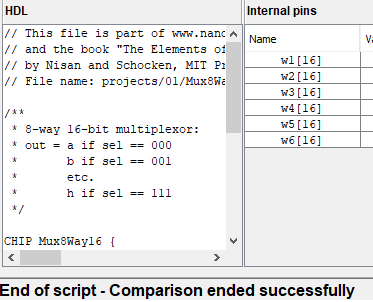 HDL
// This file is part of www.nand
// and the book "The Elements of
// by Nisan and Schocken, MIT Pr
// File name: projects/01/Mux8Wa
/**
* 8-way 16-bit multiplexor:
* out = a if sel == 000
* b if sel == 001
* etc.
* h if sel == 111
*/
CHIP Mux8Way16 {
Internal pins
Name
w1[16]
w2[16]
w3[16]
w4[16]
w5[16]
w6[16]
End of script - Comparison ended successfully